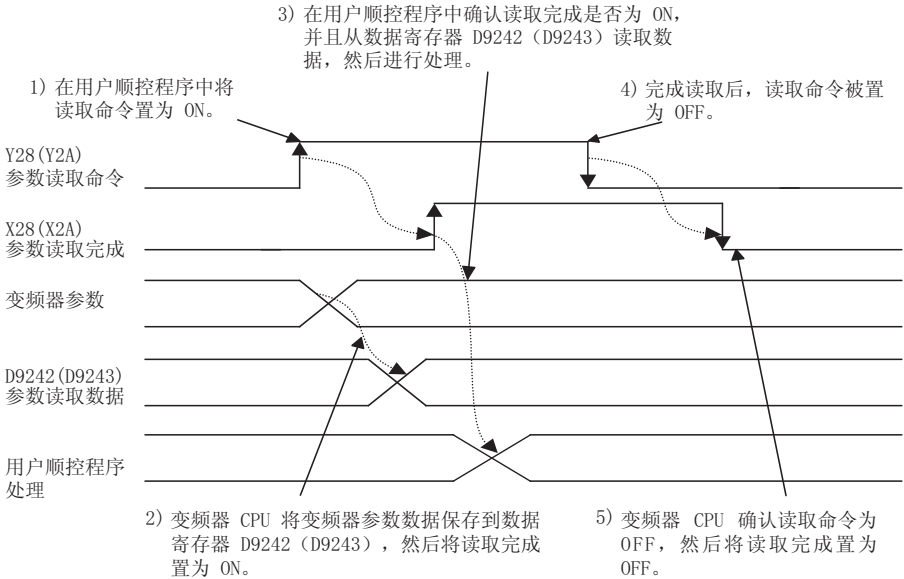 3) 在用户顺控程序中确认读取完成是否为 ON,
并且从数据寄存器 D9242（D9243）读取数
据，然后进行处理。
1) 在用户顺控程序中将
读取命令置为 ON。
4) 完成读取后，读取命令被置
为 OFF。
Y28(Y2A)
参数读取命令
X28(X2A)
参数读取完成
变频器参数
D9242(D9243)
参数读取数据
用户顺控程序
处理
2) 变频器 CPU 将变频器参数数据保存到数据
寄存器 D9242（D9243），然后将读取完成
置为 ON。
5) 变频器 CPU 确认读取命令为
OFF，然后将读取完成置为
OFF。